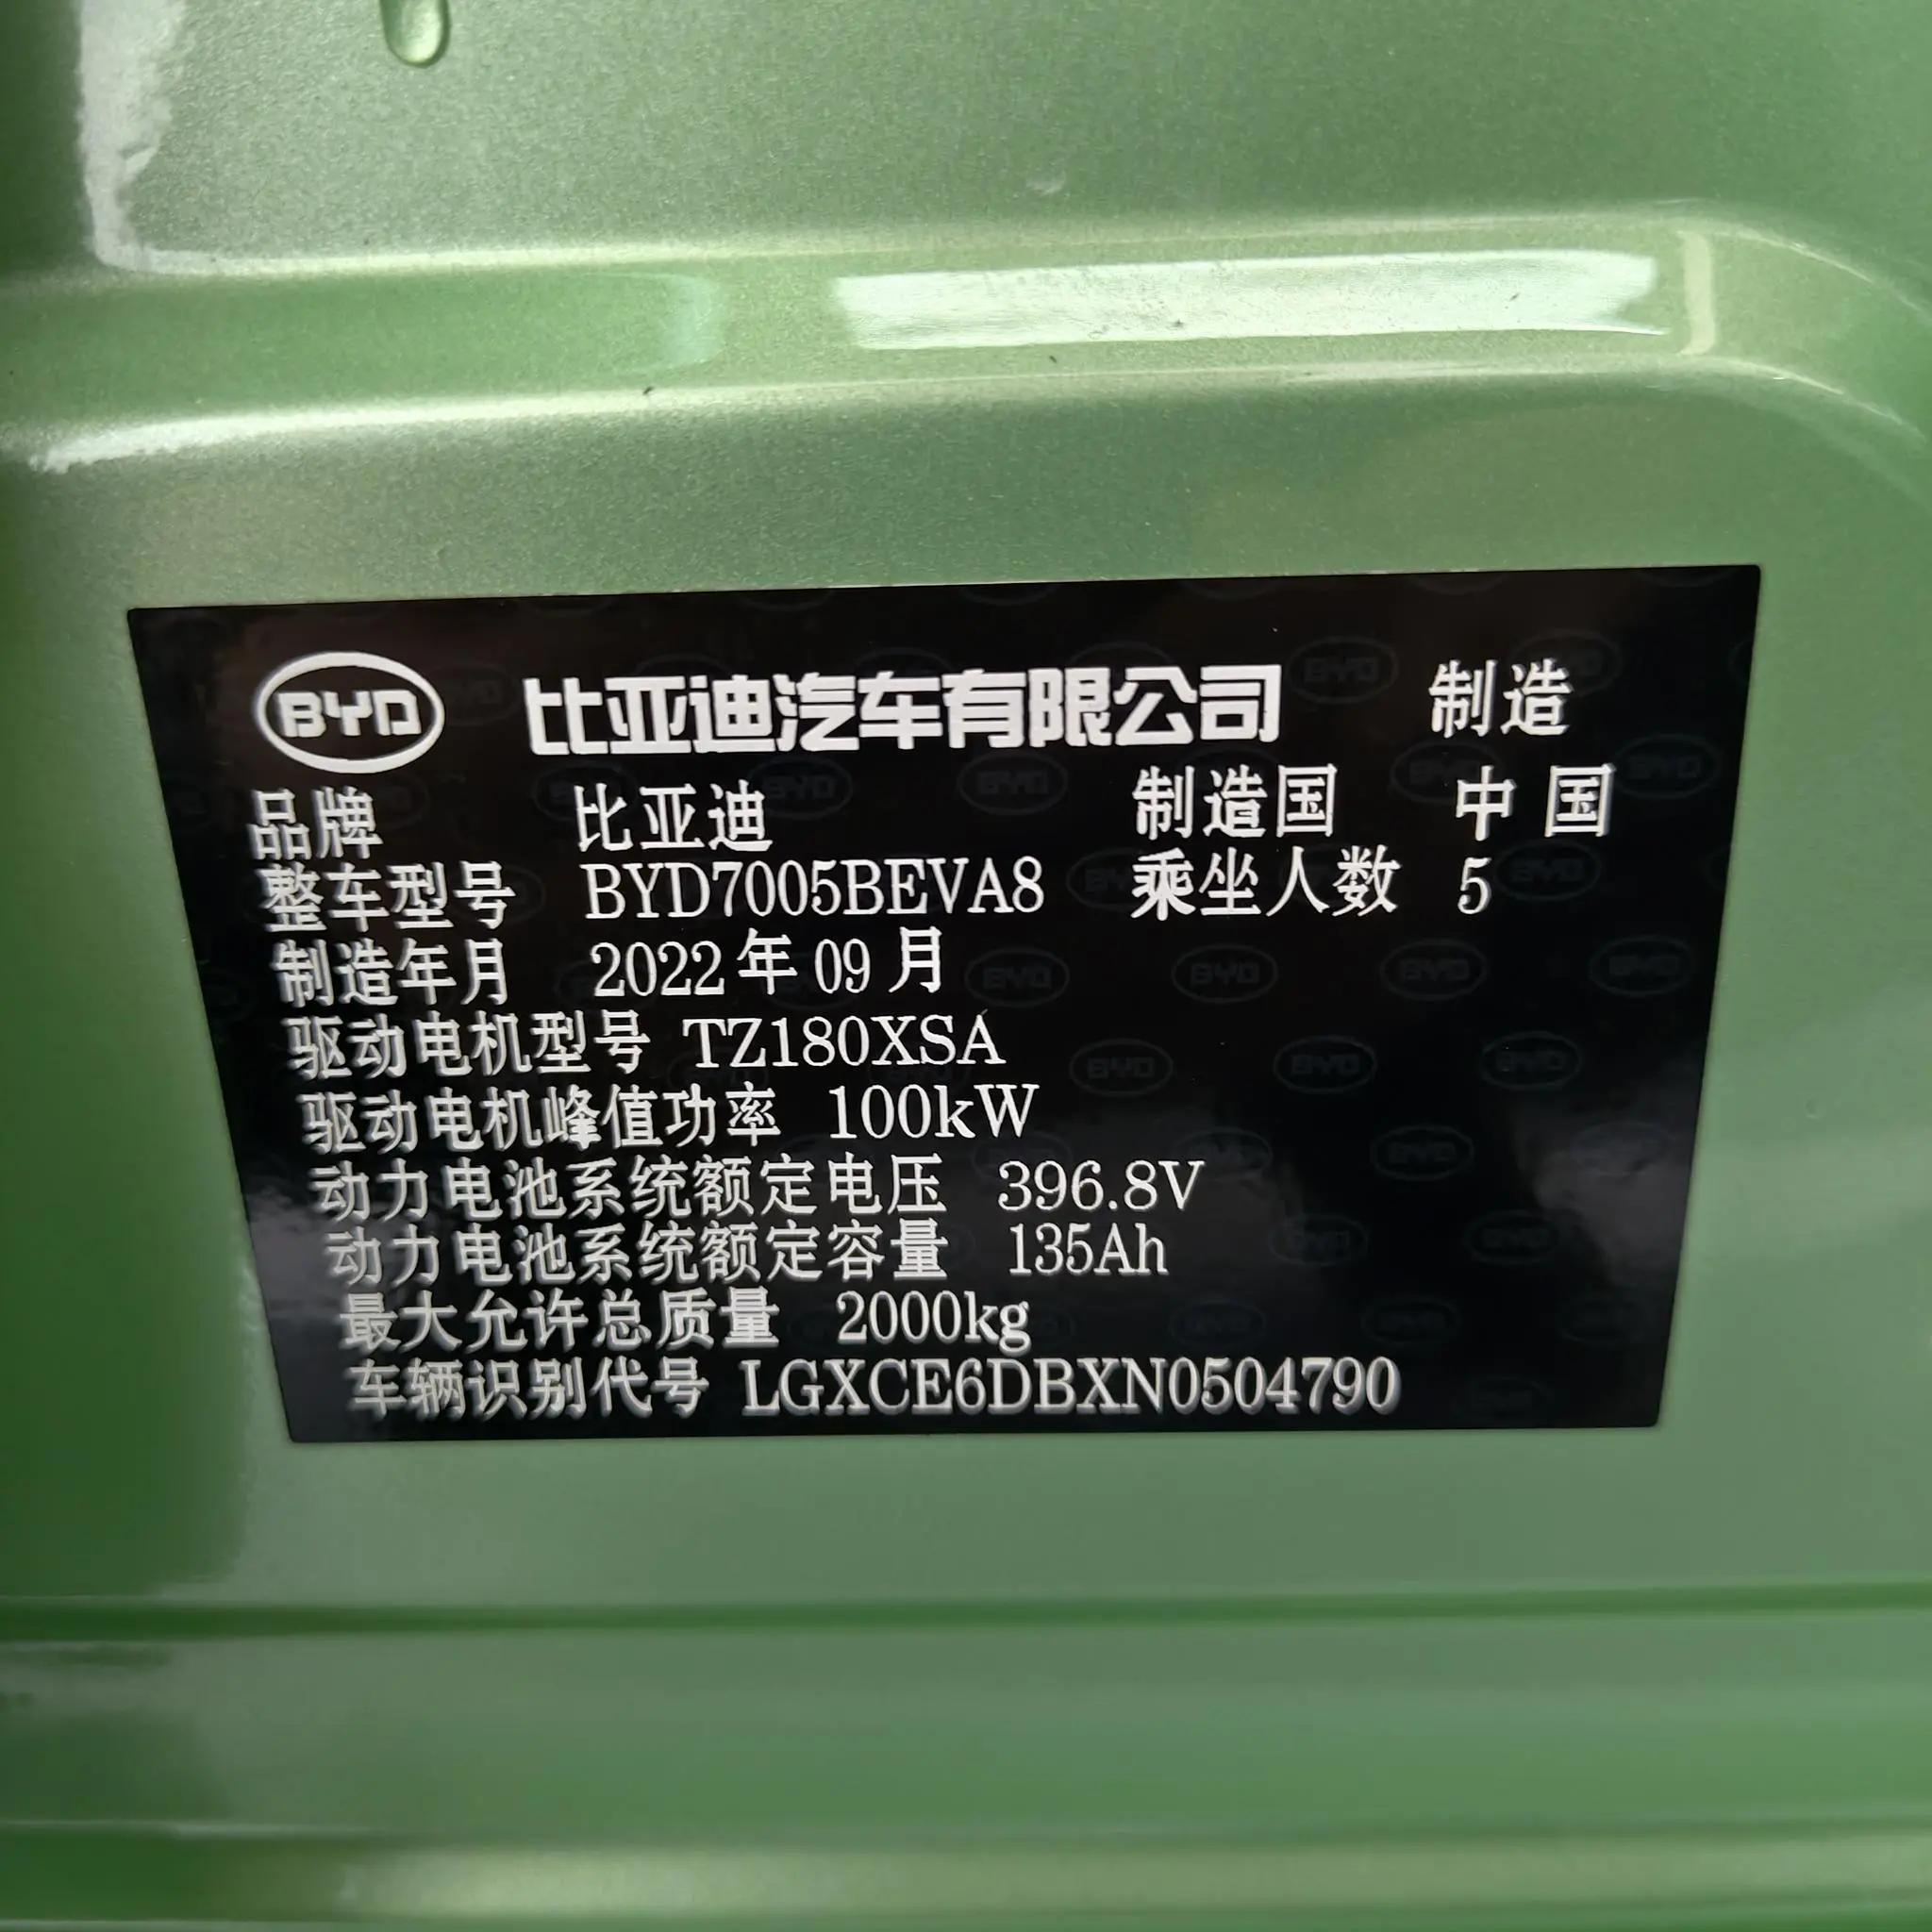 BYD 比亚迪汽车有限公司 制造
品牌 比亚迪 制造国 中国
整车型号 BYD7005BEVA8 乘坐人数 5
制造年月 2022年09月
驱动电机型号 TZ180XSA
驱动电机峰值功率 100kW
动力电池系统额定电压 396.8V
动力电池系统额定容量 135Ah
最大允许总质量 2000kg
车辆识别代号 LGXCE6DBXN0504790